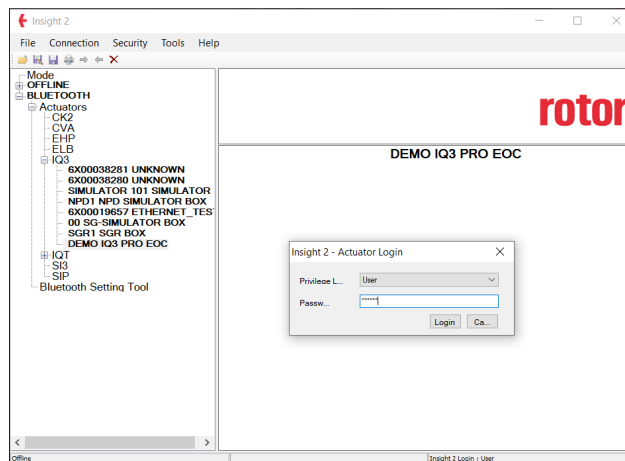 Insight 2
File Connection Security Tools Help
Mode
OFFLINE
BLUETOOTH
Actuators
CK2
CVA
EHP
ELB
IQ3
6X00038281 UNKNOWN
6X00038280 UNKNOWN
SIMULATOR 101 SIMULATOR
NPD1 NPD SIMULATOR BOX
6X00019657 ETHERNET_TES
00 SG-SIMULATOR BOX
SGR1 SGR BOX
DEMO IQ3 PRO EOC
IQT
SI3
SIP
Bluetooth Setting Tool
rotor
DEMO IQ3 PRO EOC
Insight 2 - Actuator Login
Privilege L... User
Passw... ******
Login Ca...
Offline
Insight 2 Login : User